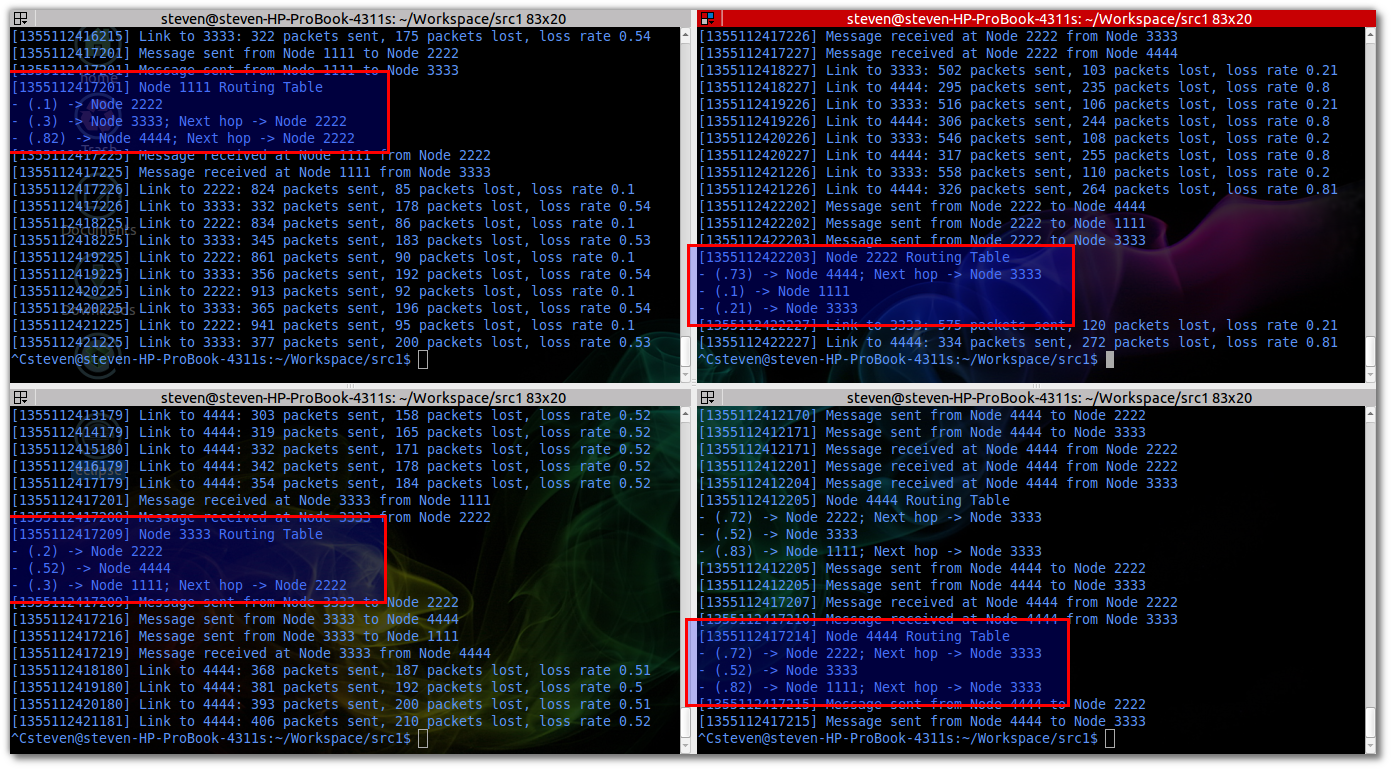 steven@steven-HP-ProBook-4311s: ~/Workspace/src1 83x20
[1355112416215] Link to 3333: 322 packets sent, 175 packets lost, loss rate 0.54
[1355112417201] Message sent from Node 1111 to Node 2222
[1355112417201] Message sent from Node 1111 to Node 3333
[1355112417201] Node 1111 Routing Table
- (.1) -> Node 2222
- (.3) -> Node 3333; Next hop -> Node 2222
- (.82) -> Node 4444; Next hop -> Node 2222
[1355112417225] Message received at Node 1111 from Node 2222
[1355112417225] Message received at Node 1111 from Node 3333
[1355112417226] Link to 2222: 824 packets sent, 85 packets lost, loss rate 0.1
[1355112417226] Link to 3333: 332 packets sent, 178 packets lost, loss rate 0.54
[1355112418225] Link to 2222: 834 packets sent, 86 packets lost, loss rate 0.1
[1355112418225] Link to 3333: 345 packets sent, 183 packets lost, loss rate 0.53
[1355112419225] Link to 2222: 861 packets sent, 90 packets lost, loss rate 0.1
[1355112419225] Link to 3333: 356 packets sent, 192 packets lost, loss rate 0.54
[1355112420225] Link to 2222: 913 packets sent, 92 packets lost, loss rate 0.1
[1355112420225] Link to 3333: 365 packets sent, 196 packets lost, loss rate 0.54
[1355112421225] Link to 2222: 941 packets sent, 95 packets lost, loss rate 0.1
[1355112421225] Link to 3333: 377 packets sent, 200 packets lost, loss rate 0.53
^Csteven@steven-HP-ProBook-4311s:~/Workspace/src1$
steven@steven-HP-ProBook-4311s: ~/Workspace/src1 83x20
[1355112417226] Message received at Node 2222 from Node 3333
[1355112417227] Message received at Node 2222 from Node 4444
[1355112418227] Link to 3333: 502 packets sent, 103 packets lost, loss rate 0.21
[1355112418227] Link to 4444: 295 packets sent, 235 packets lost, loss rate 0.8
[1355112419226] Link to 3333: 516 packets sent, 106 packets lost, loss rate 0.21
[1355112419226] Link to 4444: 306 packets sent, 244 packets lost, loss rate 0.8
[1355112420226] Link to 3333: 546 packets sent, 108 packets lost, loss rate 0.2
[1355112420227] Link to 4444: 317 packets sent, 255 packets lost, loss rate 0.8
[1355112421226] Link to 3333: 558 packets sent, 110 packets lost, loss rate 0.2
[1355112421226] Link to 4444: 326 packets sent, 264 packets lost, loss rate 0.81
[1355112422202] Message sent from Node 2222 to Node 4444
[1355112422202] Message sent from Node 2222 to Node 1111
[1355112422203] Message sent from Node 2222 to Node 3333
[1355112422203] Node 2222 Routing Table
- (.73) -> Node 4444; Next hop -> Node 3333
- (.1) -> Node 1111
- (.21) -> Node 3333
[1355112422227] Link to 3333: 575 packets sent, 120 packets lost, loss rate 0.21
[1355112422227] Link to 4444: 334 packets sent, 272 packets lost, loss rate 0.81
^Csteven@steven-HP-ProBook-4311s:~/Workspace/src1$
steven@steven-HP-ProBook-4311s: ~/Workspace/src1 83x20
[1355112413179] Link to 4444: 303 packets sent, 158 packets lost, loss rate 0.52
[1355112414179] Link to 4444: 319 packets sent, 165 packets lost, loss rate 0.52
[1355112415180] Link to 4444: 332 packets sent, 171 packets lost, loss rate 0.52
[1355112416179] Link to 4444: 342 packets sent, 178 packets lost, loss rate 0.52
[1355112417179] Link to 4444: 354 packets sent, 184 packets lost, loss rate 0.52
[1355112417201] Message received at Node 3333 from Node 1111
[1355112417208] Message received at Node 3333 from Node 2222
[1355112417209] Node 3333 Routing Table
- (.2) -> Node 2222
- (.52) -> Node 4444
- (.3) -> Node 1111; Next hop -> Node 2222
[1355112417209] Message sent from Node 3333 to Node 2222
[1355112417216] Message sent from Node 3333 to Node 4444
[1355112417216] Message sent from Node 3333 to Node 1111
[1355112417219] Message received at Node 3333 from Node 4444
[1355112418180] Link to 4444: 368 packets sent, 187 packets lost, loss rate 0.51
[1355112419180] Link to 4444: 381 packets sent, 192 packets lost, loss rate 0.5
[1355112420180] Link to 4444: 393 packets sent, 200 packets lost, loss rate 0.51
[1355112421181] Link to 4444: 406 packets sent, 210 packets lost, loss rate 0.52
^Csteven@steven-HP-ProBook-4311s:~/Workspace/src1$
steven@steven-HP-ProBook-4311s: ~/Workspace/src1 83x20
[1355112412170] Message sent from Node 4444 to Node 2222
[1355112412171] Message sent from Node 4444 to Node 3333
[1355112412171] Message received at Node 4444 from Node 2222
[1355112412201] Message received at Node 4444 from Node 2222
[1355112412204] Message received at Node 4444 from Node 3333
[1355112412205] Node 4444 Routing Table
- (.72) -> Node 2222; Next hop -> Node 3333
- (.52) -> Node 3333
- (.83) -> Node 1111; Next hop -> Node 3333
[1355112412205] Message sent from Node 4444 to Node 2222
[1355112412205] Message sent from Node 4444 to Node 3333
[1355112417207] Message received at Node 4444 from Node 2222
[1355112417210] Message received at Node 4444 from Node 3333
[1355112417214] Node 4444 Routing Table
- (.72) -> Node 2222; Next hop -> Node 3333
- (.52) -> Node 3333
- (.82) -> Node 1111; Next hop -> Node 3333
[1355112417215] Message sent from Node 4444 to Node 2222
[1355112417215] Message sent from Node 4444 to Node 3333
^Csteven@steven-HP-ProBook-4311s:~/Workspace/src1$